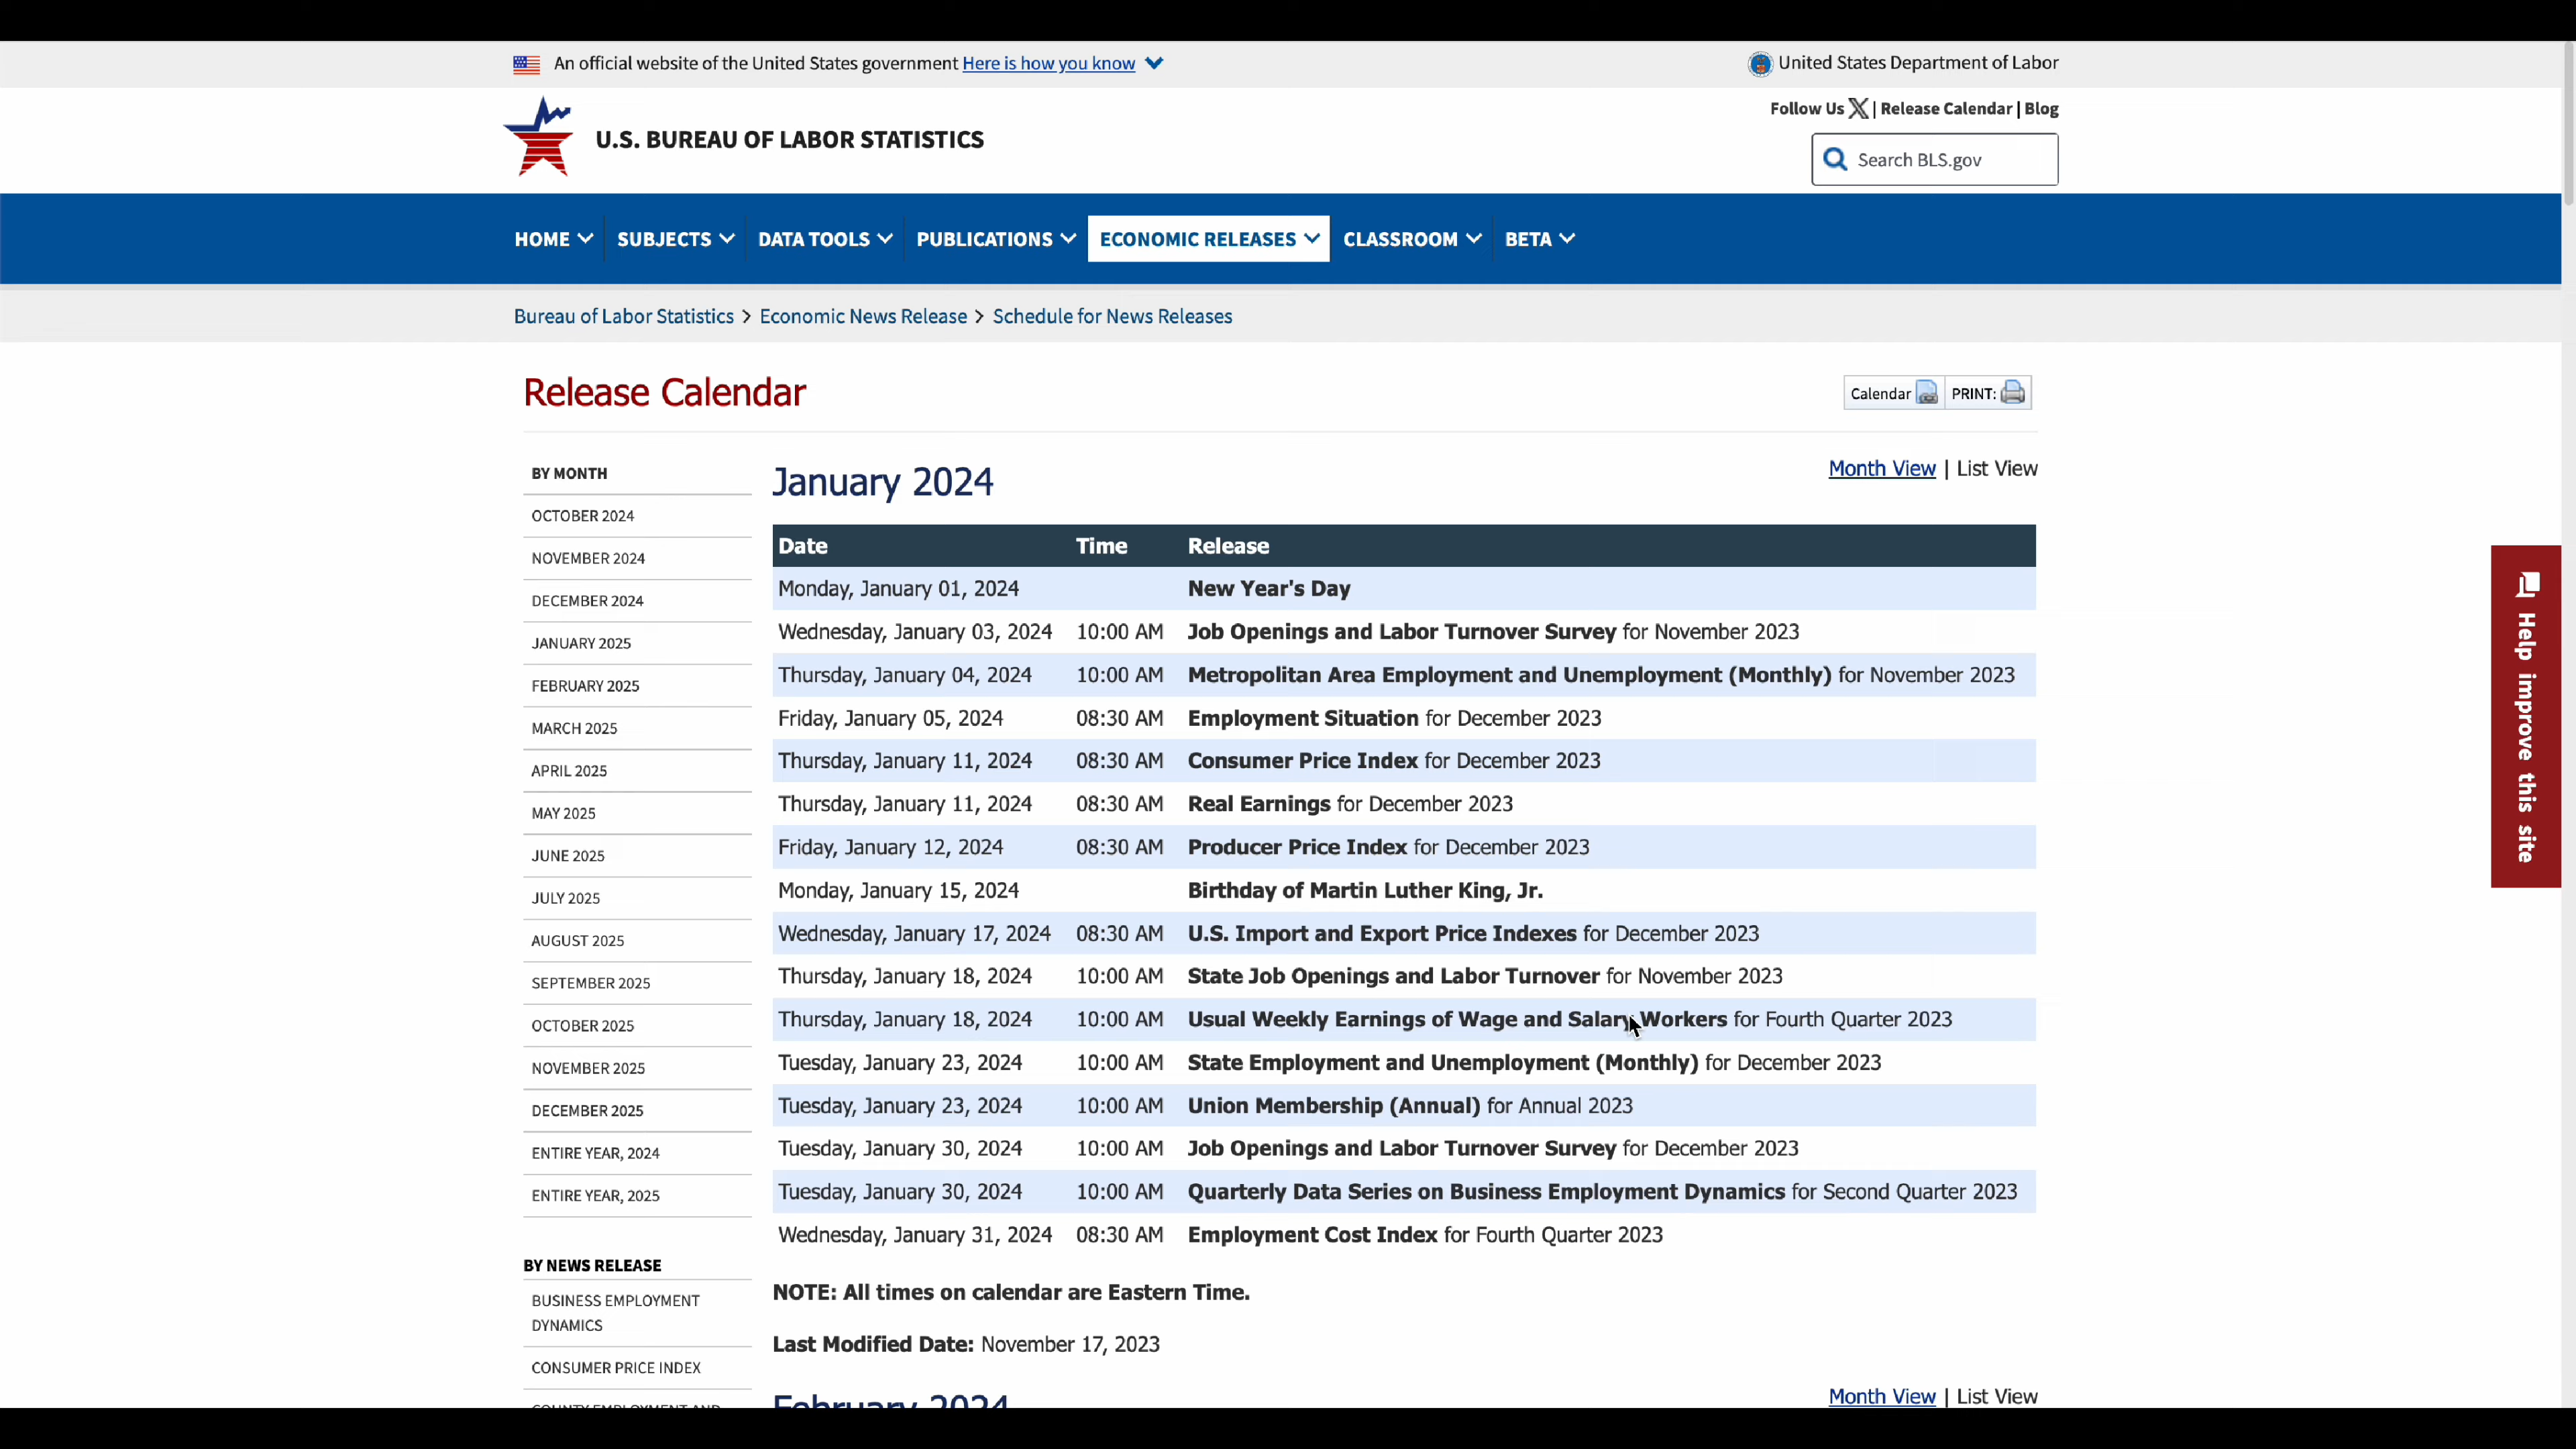 An official website of the United States government Here is how you know
United States Department of Labor
Follow Us X | Release Calendar | Blog
U.S. BUREAU OF LABOR STATISTICS
Search BLS.gov
HOME SUBJECTS DATA TOOLS PUBLICATIONS ECONOMIC RELEASES CLASSROOM BETA
Bureau of Labor Statistics > Economic News Release > Schedule for News Releases
Release Calendar
Calendar PRINT:
BY MONTH
OCTOBER 2024
NOVEMBER 2024
DECEMBER 2024
JANUARY 2025
FEBRUARY 2025
MARCH 2025
APRIL 2025
MAY 2025
JUNE 2025
JULY 2025
AUGUST 2025
SEPTEMBER 2025
OCTOBER 2025
NOVEMBER 2025
DECEMBER 2025
ENTIRE YEAR, 2024
ENTIRE YEAR, 2025
BY NEWS RELEASE
BUSINESS EMPLOYMENT
DYNAMICS
CONSUMER PRICE INDEX
COUNTY EMPLOYMENT AND
January 2024
Month View | List View
Date Time Release
Monday, January 01, 2024 New Year's Day
Wednesday, January 03, 2024 10:00 AM Job Openings and Labor Turnover Survey for November 2023
Thursday, January 04, 2024 10:00 AM Metropolitan Area Employment and Unemployment (Monthly) for November 2023
Friday, January 05, 2024 08:30 AM Employment Situation for December 2023
Thursday, January 11, 2024 08:30 AM Consumer Price Index for December 2023
Thursday, January 11, 2024 08:30 AM Real Earnings for December 2023
Friday, January 12, 2024 08:30 AM Producer Price Index for December 2023
Monday, January 15, 2024 Birthday of Martin Luther King, Jr.
Wednesday, January 17, 2024 08:30 AM U.S. Import and Export Price Indexes for December 2023
Thursday, January 18, 2024 10:00 AM State Job Openings and Labor Turnover for November 2023
Thursday, January 18, 2024 10:00 AM Usual Weekly Earnings of Wage and Salary Workers for Fourth Quarter 2023
Tuesday, January 23, 2024 10:00 AM State Employment and Unemployment (Monthly) for December 2023
Tuesday, January 23, 2024 10:00 AM Union Membership (Annual) for Annual 2023
Tuesday, January 30, 2024 10:00 AM Job Openings and Labor Turnover Survey for December 2023
Tuesday, January 30, 2024 10:00 AM Quarterly Data Series on Business Employment Dynamics for Second Quarter 2023
Wednesday, January 31, 2024 08:30 AM Employment Cost Index for Fourth Quarter 2023
NOTE: All times on calendar are Eastern Time.
Last Modified Date: November 17, 2023
February 2024
Month View | List View
Help improve this site